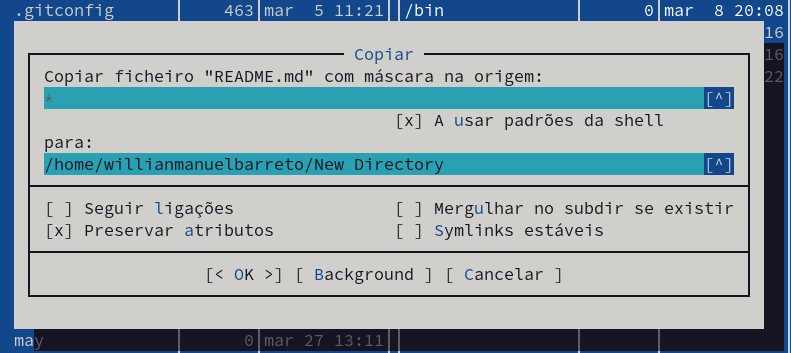 .gitconfig 463 mar 5 11:21 /bin 0 mar 8 20:08
16
Copiar
16
Copiar ficheiro "README.md" com máscara na origem:
22
* [^]
[x] A usar padrões da shell
para:
/home/willianmanuelbarreto/New Directory [^]
[ ] Seguir ligações [ ] Mergulhar no subdir se existir
[x] Preservar atributos [ ] Symlinks estáveis
[< OK >] [ Background ] [ Cancelar ]
may 0 mar 27 13:11